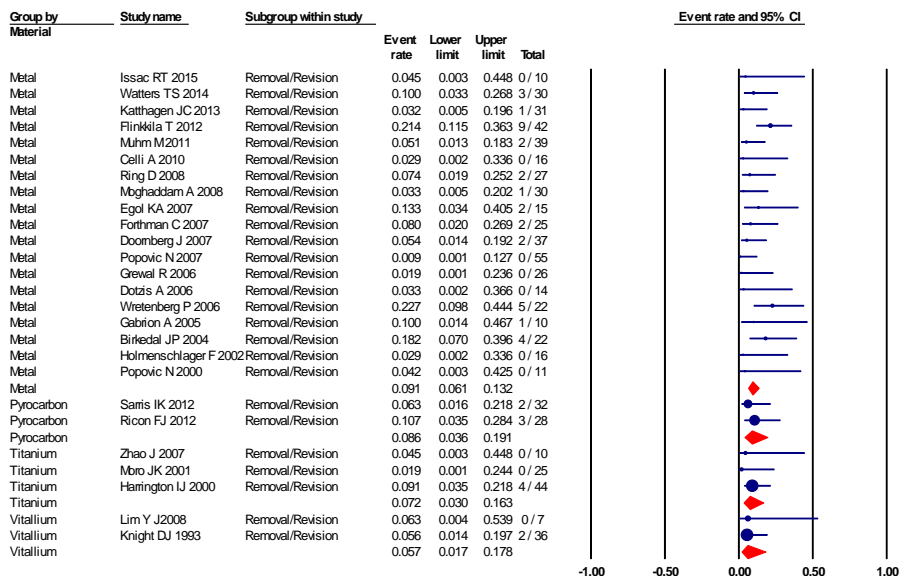 Group by Study name Subgroup within study Event rate and 95% CI
Material
Event Lower Upper
rate limit limit Total
Metal Issac RT 2015 Removal/Revision 0.045 0.003 0.448 0 / 10
Metal Watters TS 2014 Removal/Revision 0.100 0.033 0.268 3 / 30
Metal Katthagen JC 2013 Removal/Revision 0.032 0.005 0.196 1 / 31
Metal Flinkkila T 2012 Removal/Revision 0.214 0.115 0.363 9 / 42
Metal Muhm M2011 Removal/Revision 0.051 0.013 0.183 2 / 39
Metal Celli A 2010 Removal/Revision 0.029 0.002 0.336 0 / 16
Metal Ring D 2008 Removal/Revision 0.074 0.019 0.252 2 / 27
Metal Moghaddam A 2008 Removal/Revision 0.033 0.005 0.202 1 / 30
Metal Egol KA 2007 Removal/Revision 0.133 0.034 0.405 2 / 15
Metal Forthman C 2007 Removal/Revision 0.080 0.020 0.269 2 / 25
Metal Doornberg J 2007 Removal/Revision 0.054 0.014 0.192 2 / 37
Metal Popovic N 2007 Removal/Revision 0.009 0.001 0.127 0 / 55
Metal Grewal R 2006 Removal/Revision 0.019 0.001 0.236 0 / 26
Metal Dotzis A 2006 Removal/Revision 0.033 0.002 0.366 0 / 14
Metal Wretenberg P 2006 Removal/Revision 0.227 0.098 0.444 5 / 22
Metal Gabrion A 2005 Removal/Revision 0.100 0.014 0.467 1 / 10
Metal Birkedal JP 2004 Removal/Revision 0.182 0.070 0.396 4 / 22
Metal Holmenschlager F 2002 Removal/Revision 0.029 0.002 0.336 0 / 16
Metal Popovic N 2000 Removal/Revision 0.042 0.003 0.425 0 / 11
Metal 0.091 0.061 0.132
Pyrocarbon Sarris IK 2012 Removal/Revision 0.063 0.016 0.218 2 / 32
Pyrocarbon Ricon FJ 2012 Removal/Revision 0.107 0.035 0.284 3 / 28
Pyrocarbon 0.086 0.036 0.191
Titanium Zhao J 2007 Removal/Revision 0.045 0.003 0.448 0 / 10
Titanium Moro JK 2001 Removal/Revision 0.019 0.001 0.244 0 / 25
Titanium Harrington IJ 2000 Removal/Revision 0.091 0.035 0.218 4 / 44
Titanium 0.072 0.030 0.163
Vitallium Lim Y J2008 Removal/Revision 0.063 0.004 0.539 0 / 7
Vitallium Knight DJ 1993 Removal/Revision 0.056 0.014 0.197 2 / 36
Vitallium 0.057 0.017 0.178
-1.00 -0.50 0.00 0.50 1.00